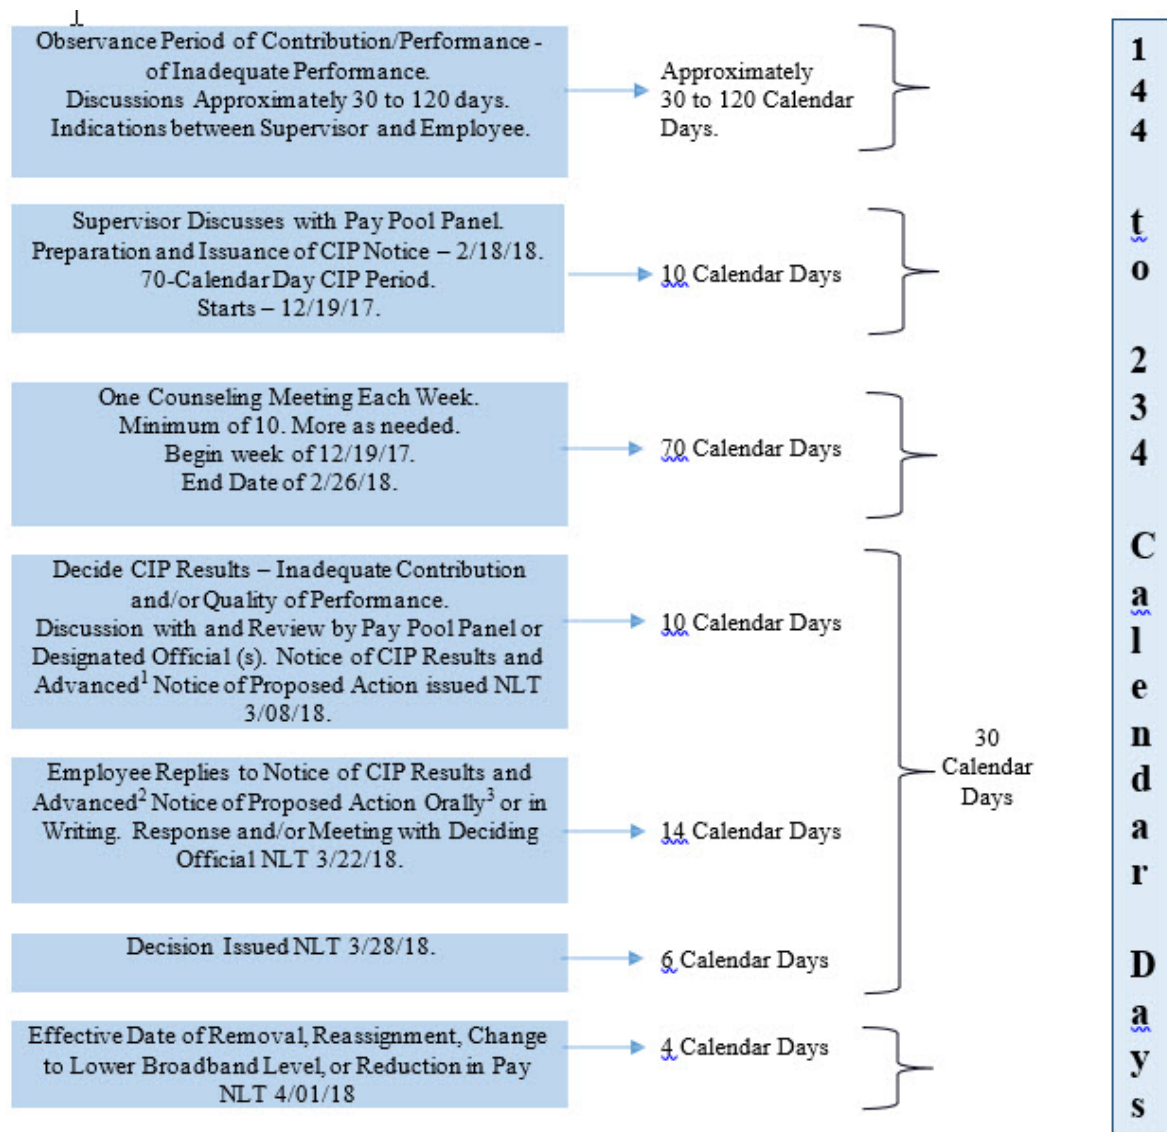 Observance Period of Contribution/Performance -
of Inadequate Performance.
Discussions Approximately 30 to 120 days.
Indications between Supervisor and Employee.
Approximately
30 to 120 Calendar
Days.
Supervisor Discusses with Pay Pool Panel.
Preparation and Issuance of CIP Notice – 2/18/18.
70-Calendar Day CIP Period.
Starts – 12/19/17.
10 Calendar Days
One Counseling Meeting Each Week.
Minimum of 10. More as needed.
Begin week of 12/19/17.
End Date of 2/26/18.
70 Calendar Days
Decide CIP Results – Inadequate Contribution
and/or Quality of Performance.
Discussion with and Review by Pay Pool Panel or
Designated Official (s). Notice of CIP Results and
Advanced¹ Notice of Proposed Action issued NLT
3/08/18.
10 Calendar Days
Employee Replies to Notice of CIP Results and
Advanced² Notice of Proposed Action Orally³ or in
Writing. Response and/or Meeting with Deciding
Official NLT 3/22/18.
14 Calendar Days
Decision Issued NLT 3/28/18.
6 Calendar Days
30
Calendar
Days
Effective Date of Removal, Reassignment, Change
to Lower Broadband Level, or Reduction in Pay
NLT 4/01/18
4 Calendar Days
144 to 234 Calendar Days